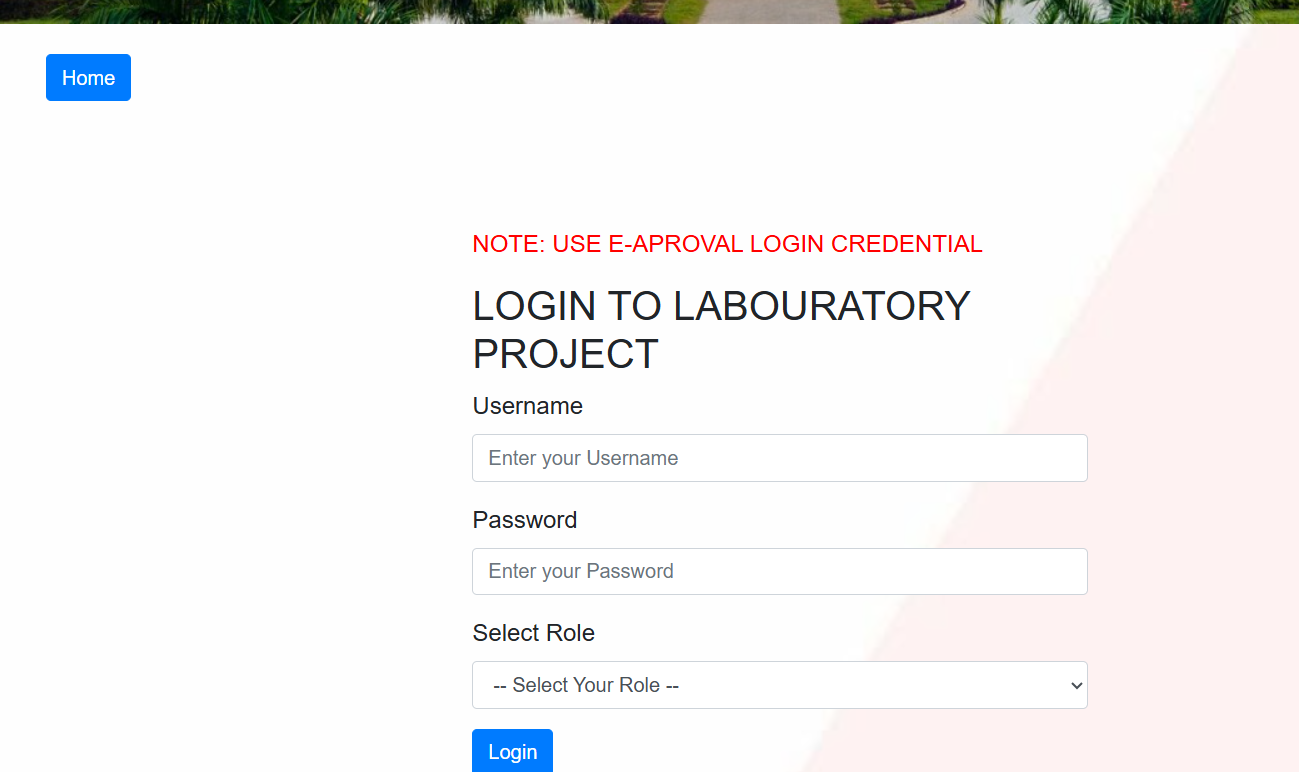 Home
NOTE: USE E-APROVAL LOGIN CREDENTIAL
LOGIN TO LABOURATORY
PROJECT
Username
Enter your Username
Password
Enter your Password
Select Role
-- Select Your Role --
Login